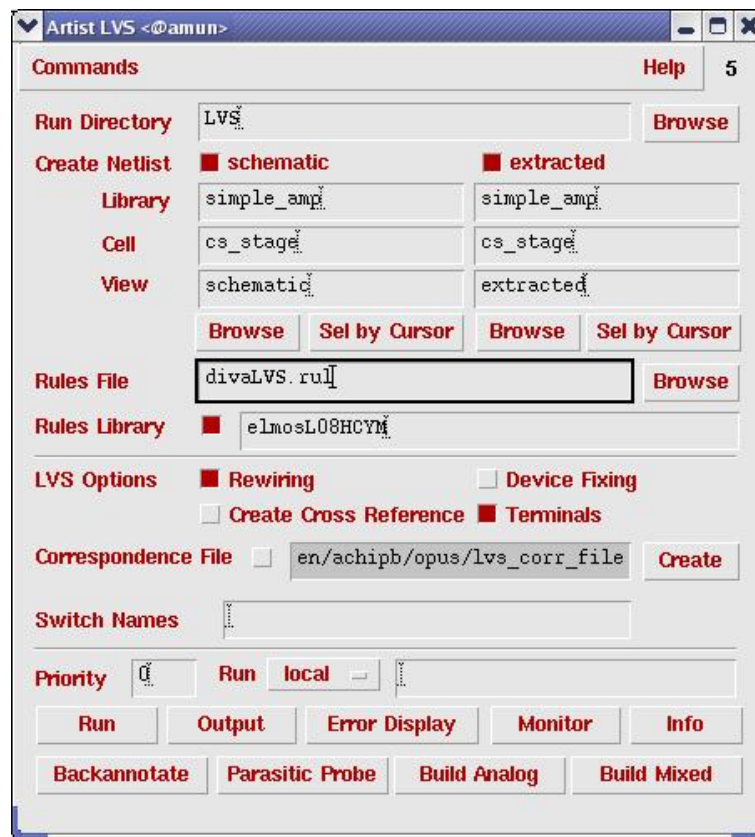 Artist LVS <@amun>
Commands Help 5
Run Directory LVS Browse
Create Netlist schematic extracted
Library simple_amp simple_amp
Cell cs_stage cs_stage
View schematic extracted
Browse Sel by Cursor Browse Sel by Cursor
Rules File divaLVS.rul Browse
Rules Library elmosL08HCYM
LVS Options Rewiring Device Fixing
Create Cross Reference Terminals
Correspondence File en/achipb/opus/lvs_corr_file Create
Switch Names
Priority 0 Run local
Run Output Error Display Monitor Info
Backannotate Parasitic Probe Build Analog Build Mixed